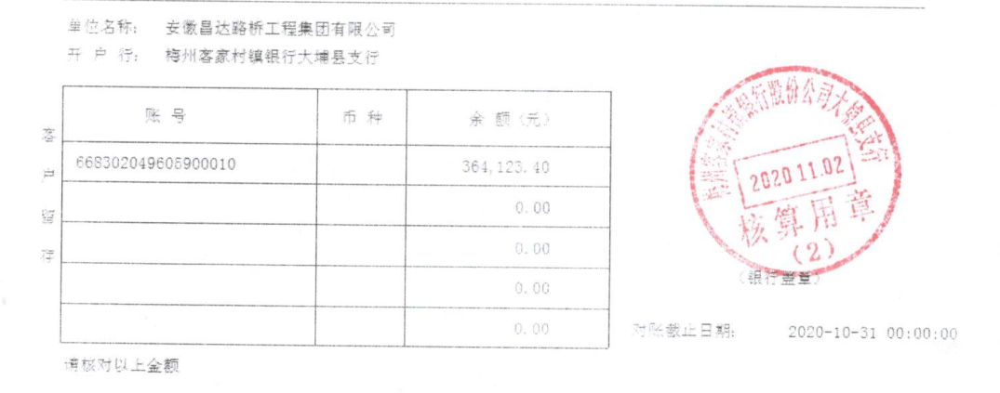 单位名称: 安徽昌达路桥工程集团有限公司
开 户 行: 梅州客家村镇银行大埔县支行
账 号 币 种 余 额(元)
668302049605900010 364,123.40
0.00
0.00
0.00
0.00
客户留存
请核对以上金额
梅州客家村镇银行股份公司大埔县支行
2020 11.02
核算用章
(2)
(银行盖章)
对账截止日期: 2020-10-31 00:00:00